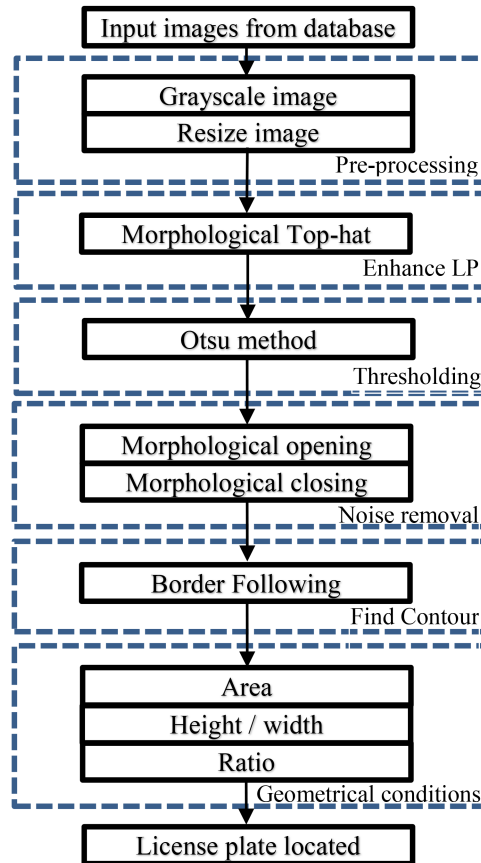 Input images from database
Grayscale image
Resize image
Pre-processing
Morphological Top-hat
Enhance LP
Otsu method
Thresholding
Morphological opening
Morphological closing
Noise removal
Border Following
Find Contour
Area
Height / width
Ratio
Geometrical conditions
License plate located